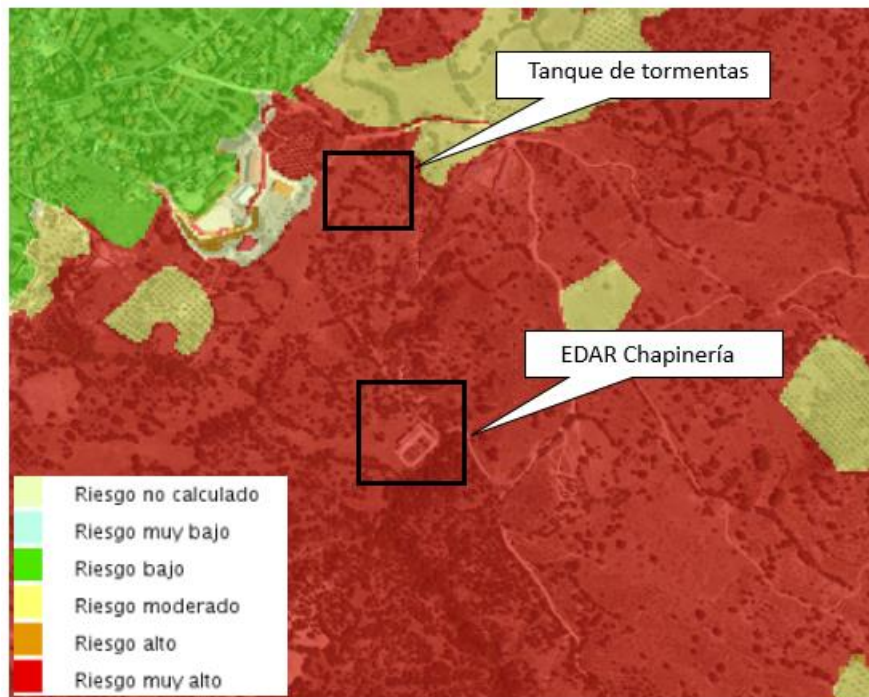 Tanque de tormentas
EDAR Chapinería
Riesgo no calculado
Riesgo muy bajo
Riesgo bajo
Riesgo moderado
Riesgo alto
Riesgo muy alto